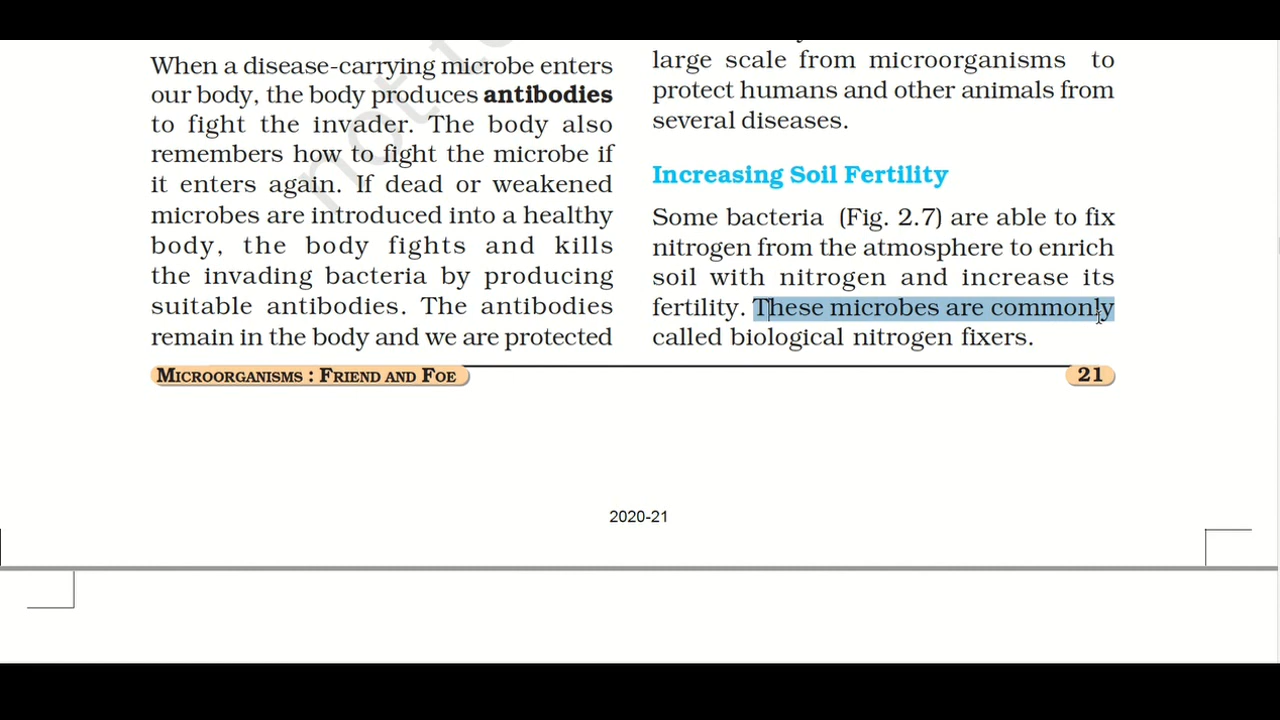 When a disease-carrying microbe enters
our body, the body produces antibodies
to fight the invader. The body also
remembers how to fight the microbe if
it enters again. If dead or weakened
microbes are introduced into a healthy
body, the body fights and kills
the invading bacteria by producing
suitable antibodies. The antibodies
remain in the body and we are protected
large scale from microorganisms to
protect humans and other animals from
several diseases.
Increasing Soil Fertility
Some bacteria (Fig. 2.7) are able to fix
nitrogen from the atmosphere to enrich
soil with nitrogen and increase its
fertility. These microbes are commonly
called biological nitrogen fixers.
MICROORGANISMS : FRIEND AND FOE
21
2020-21
not